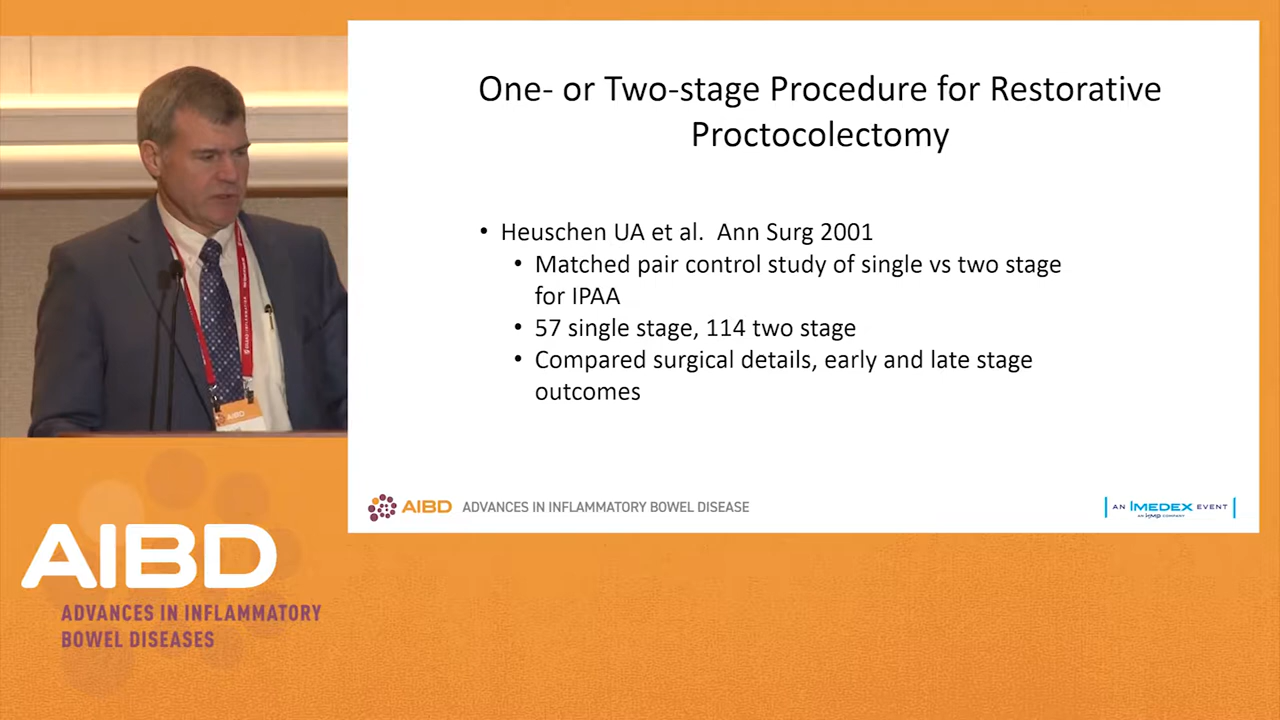 One- or Two-stage Procedure for Restorative
Proctocolectomy
• Heuschen UA et al. Ann Surg 2001
• Matched pair control study of single vs two stage
for IPAA
• 57 single stage, 114 two stage
• Compared surgical details, early and late stage
outcomes
AIBD ADVANCES IN INFLAMMATORY BOWEL DISEASE
AN IMEDEX EVENT
AIBD
AIBD
ADVANCES IN INFLAMMATORY
BOWEL DISEASES